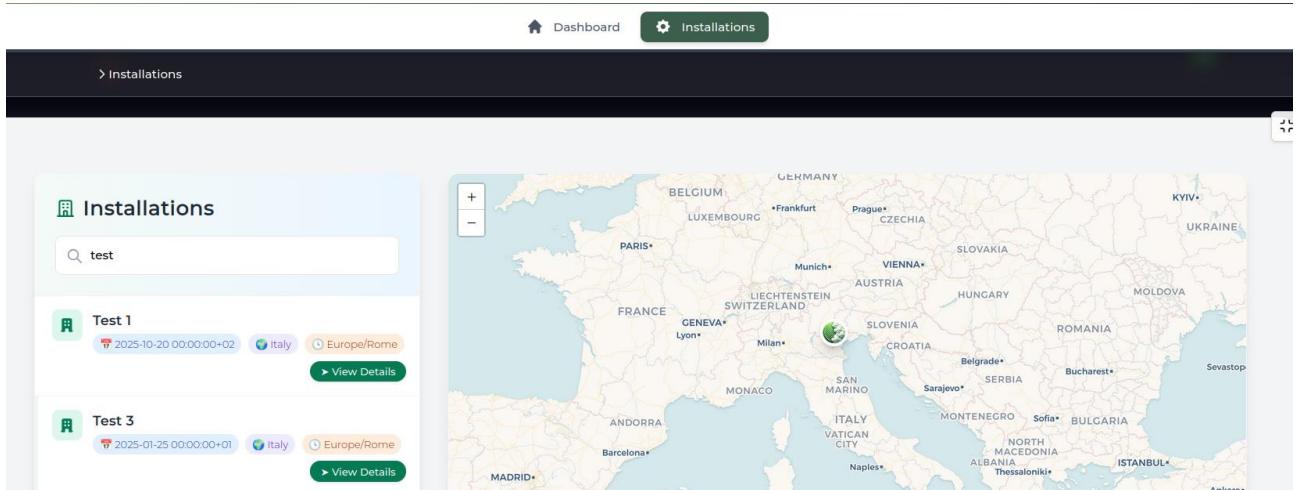 Dashboard
Installations
> Installations
Installations
test
Test 1
2025-10-20 00:00:00+02
Italy
Europe/Rome
➤ View Details
Test 3
2025-01-25 00:00:00+01
Italy
Europe/Rome
➤ View Details
+
−
GERMANY
BELGIUM
KYIV
Frankfurt
Prague
LUXEMBOURG
CZECHIA
UKRAINE
PARIS
SLOVAKIA
Munich
VIENNA
AUSTRIA
LIECHTENSTEIN
HUNGARY
MOLDOVA
SWITZERLAND
FRANCE
GENEVA
SLOVENIA
ROMANIA
Lyon
Milan
CROATIA
Belgrade
Bucharest
Sevastop
SAN
MARINO
SERBIA
MONACO
Sarajevo
ANDORRA
ITALY
MONTENEGRO
Sofia
BULGARIA
VATICAN
CITY
NORTH
MACEDONIA
Barcelona
ALBANIA
ISTANBUL
Naples
Thessaloniki
MADRID